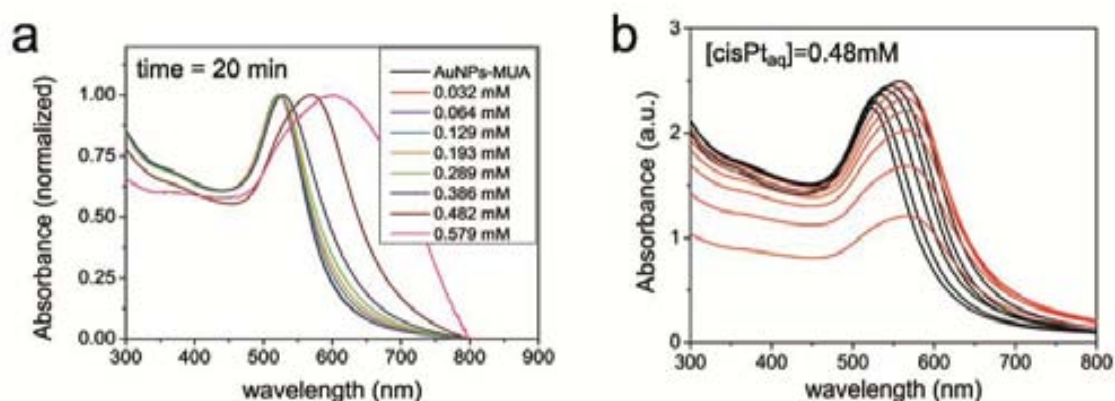 a
time = 20 min
AuNPs-MUA
0.032 mM
0.064 mM
0.129 mM
0.193 mM
0.289 mM
0.386 mM
0.482 mM
0.579 mM
1.00
0.75
0.50
0.25
0.00
Absorbance (normalized)
300 400 500 600 700 800 900
wavelength (nm)
b
[cisPtaq]=0.48mM
3
2
1
0
Absorbance (a.u.)
300 400 500 600 700 800
wavelength (nm)